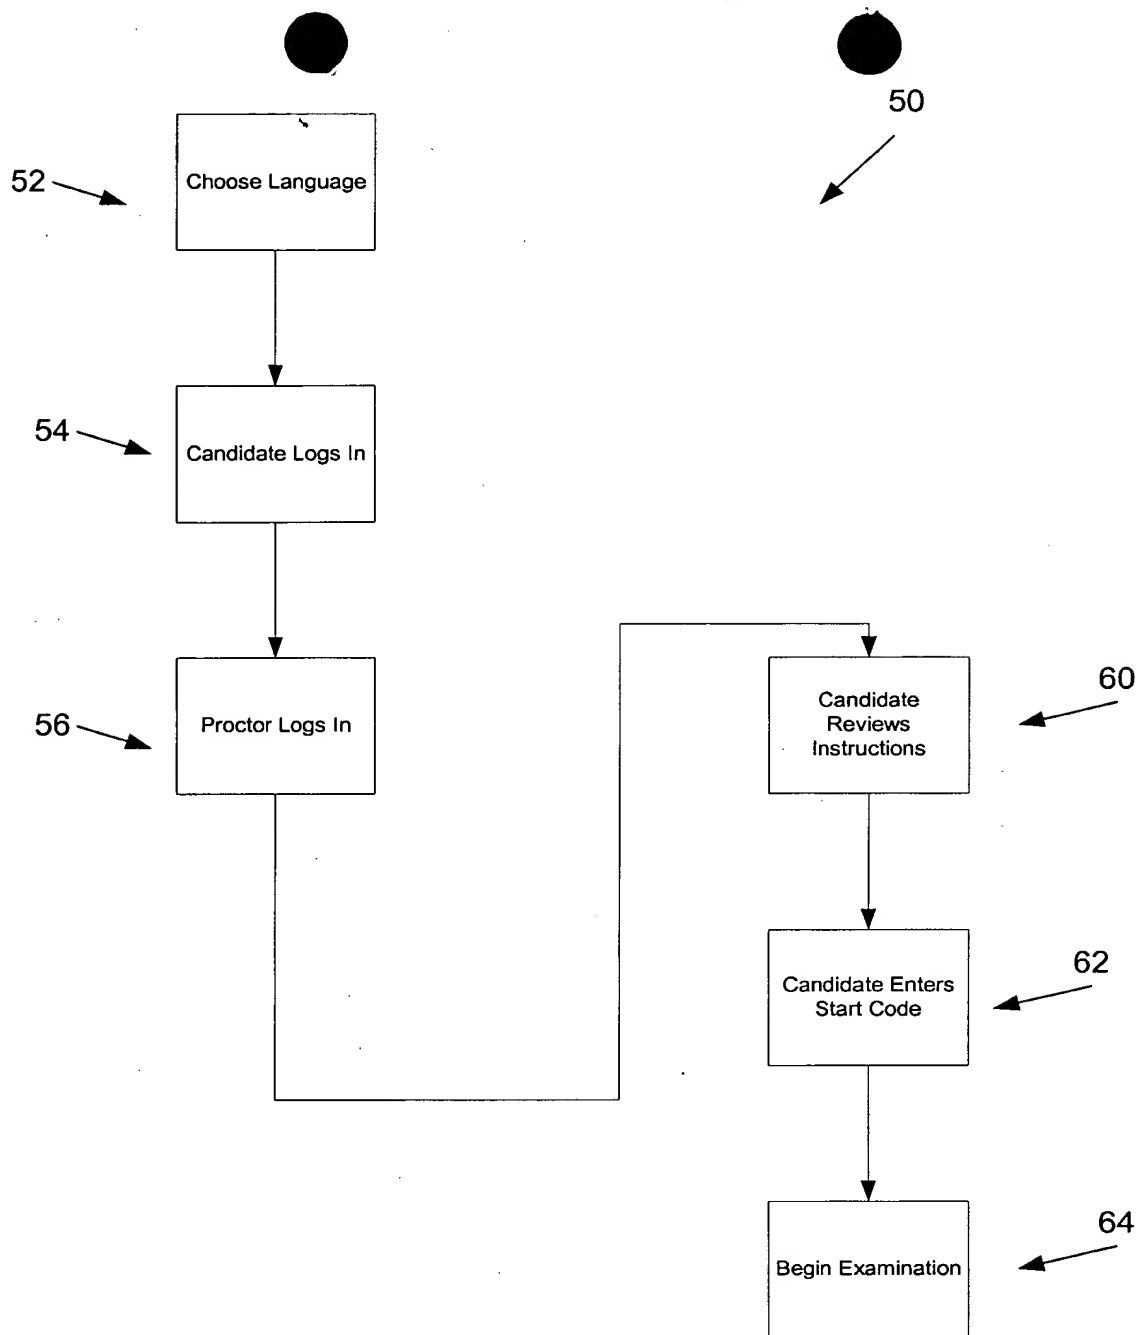 50
52
Choose Language
54
Candidate Logs In
56
Proctor Logs In
60
Candidate
Reviews
Instructions
62
Candidate Enters
Start Code
64
Begin Examination